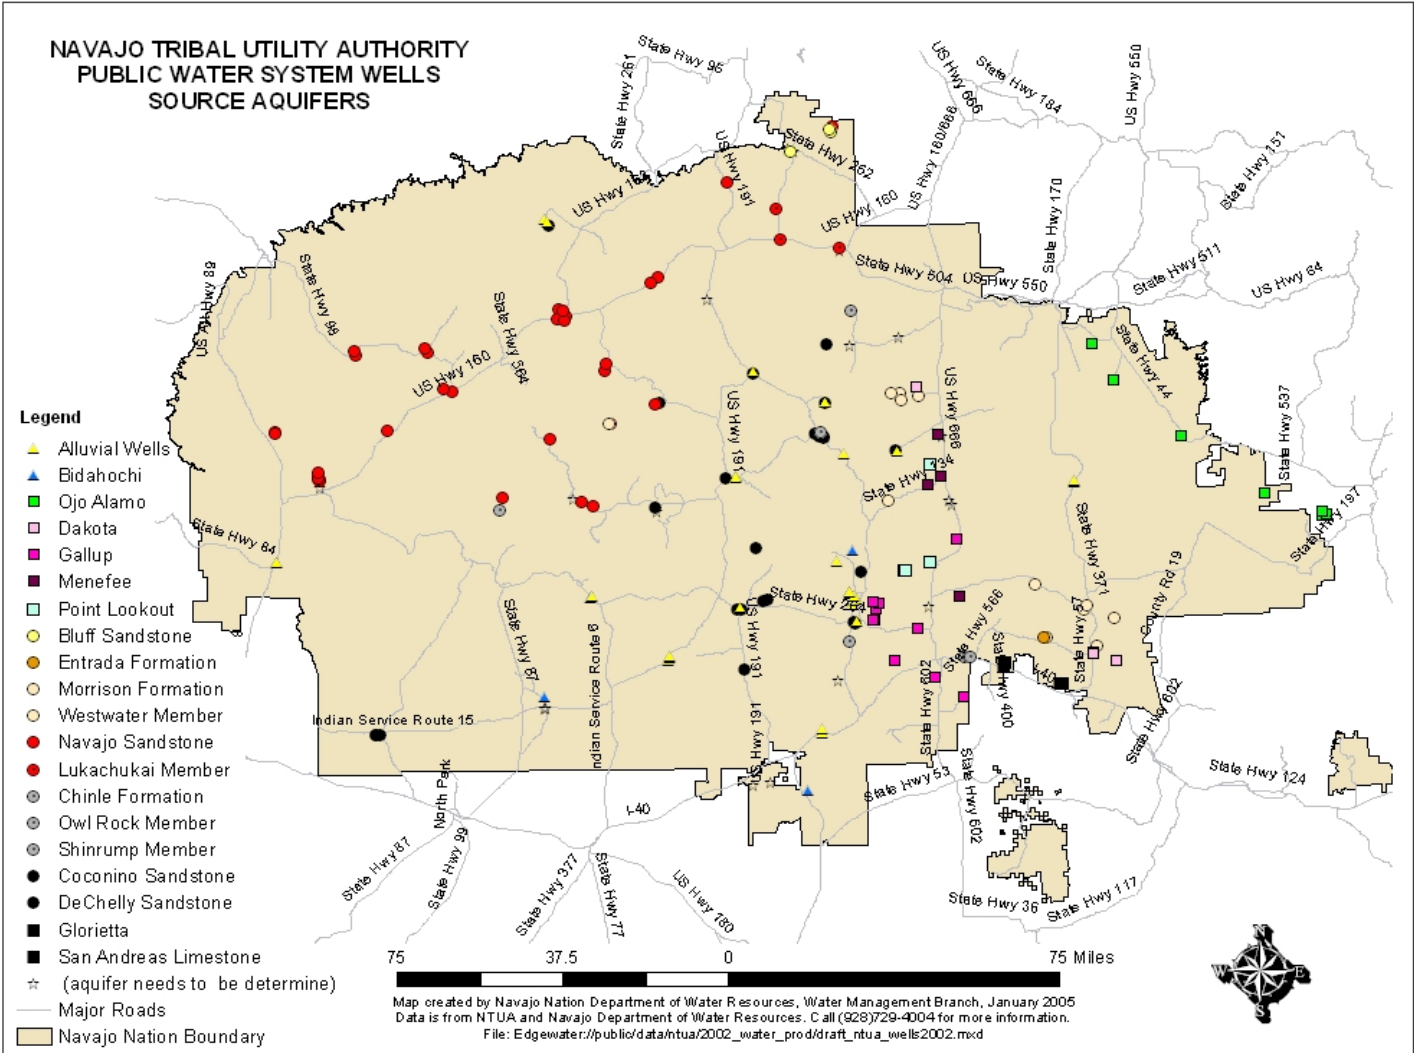 NAVAJO TRIBAL UTILITY AUTHORITY
PUBLIC WATER SYSTEM WELLS
SOURCE AQUIFERS
State Hwy 95
State Hwy 261
US Hwy 666
State Hwy 184
US Hwy 550
State Hwy 262
US Hwy 191
US Hwy 160/666
State Hwy 151
US Hwy 16
US Hwy 160
State Hwy 170
State Hwy 504
US Hwy 550
State Hwy 511
US Hwy 64
US Alt Hwy 89
State Hwy 98
State Hwy 564
US Hwy 160
State Hwy 44
US Hwy 191
US Hwy 666
State Hwy 537
State Hwy 134
State Hwy 197
State Hwy 64
State Hwy 371
County Rd 19
State Hwy 264
State Hwy 566
State Hwy 57
State Hwy 87
Indian Service Route 6
US Hwy 191
State Hwy 602
State Hwy 400
I-40
State Hwy 602
Indian Service Route 15
US Hwy 191
North Park
I-40
State Hwy 53
State Hwy 602
State Hwy 124
State Hwy 87
State Hwy 99
State Hwy 377
State Hwy 77
US Hwy 180
State Hwy 36
State Hwy 117
Legend
Alluvial Wells
Bidahochi
Ojo Alamo
Dakota
Gallup
Menefee
Point Lookout
Bluff Sandstone
Entrada Formation
Morrison Formation
Westwater Member
Navajo Sandstone
Lukachukai Member
Chinle Formation
Owl Rock Member
Shinrump Member
Coconino Sandstone
DeChelly Sandstone
Glorietta
San Andreas Limestone
(aquifer needs to be determine)
Major Roads
Navajo Nation Boundary
75 37.5 0 75 Miles
Map created by Navajo Nation Department of Water Resources, Water Management Branch, January 2005
Data is from NTUA and Navajo Department of Water Resources. Call (928)729-4004 for more information.
File: Edgewater://public/data/ntua/2002_water_prod/draft_ntua_wells2002.mxd
N
W
E
S